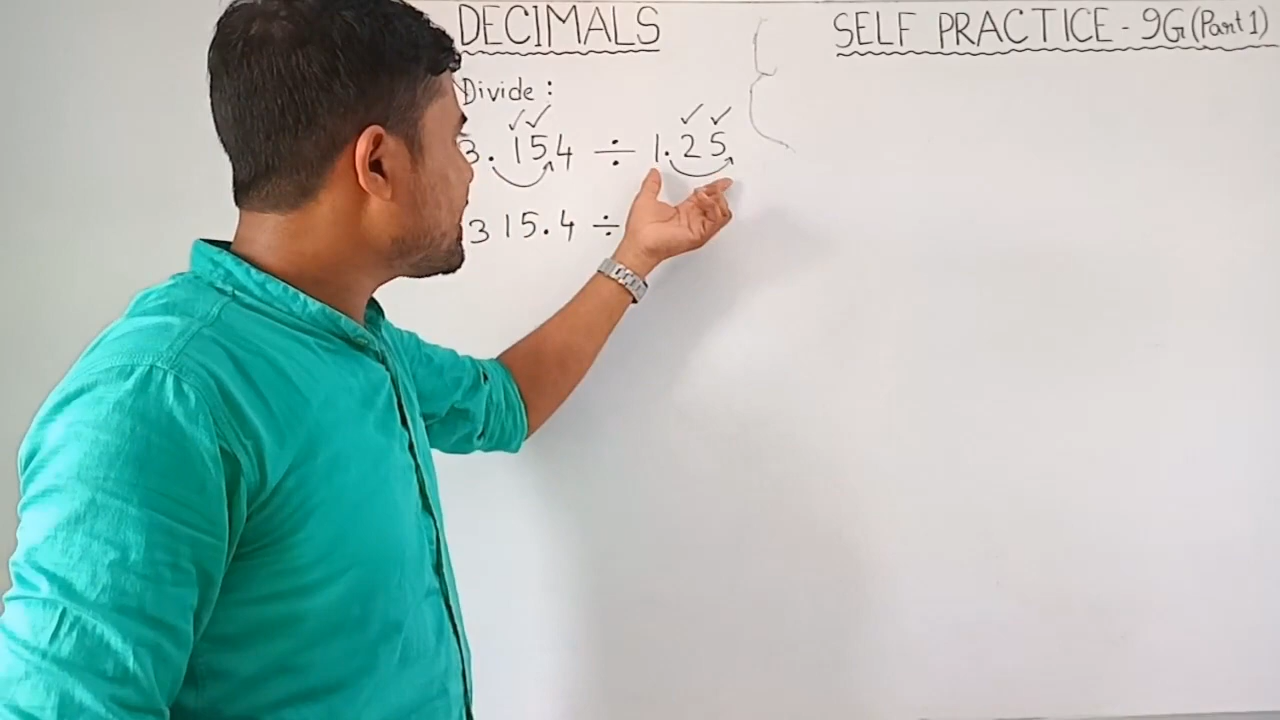 DECIMALS
SELF PRACTICE - 9G (Part 1)
Divide :
3.154 ÷ 1.25
315.4 ÷